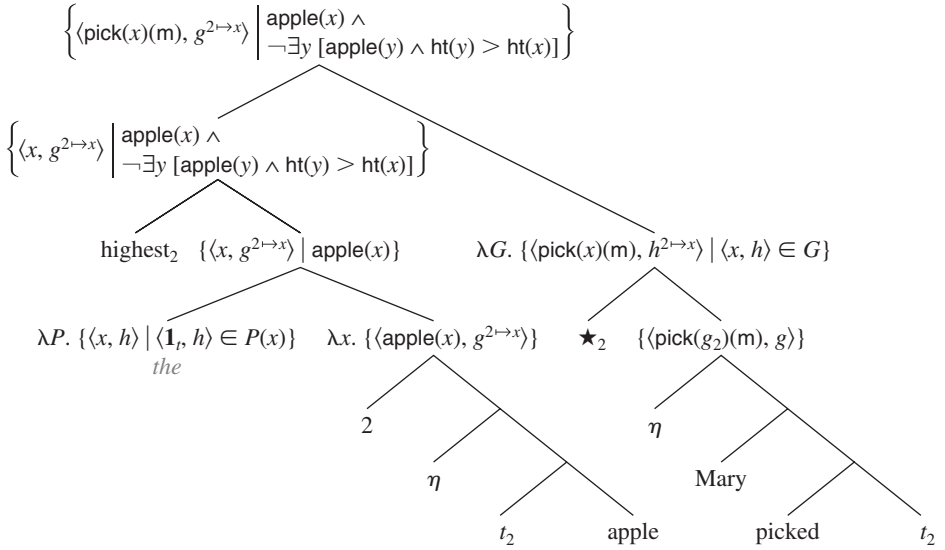 {⟨pick(x)(m), g^{2↦x}⟩ | apple(x) ∧
¬∃y [apple(y) ∧ ht(y) > ht(x)]}
{⟨x, g^{2↦x}⟩ | apple(x) ∧
¬∃y [apple(y) ∧ ht(y) > ht(x)]}
highest₂ {⟨x, g^{2↦x}⟩ | apple(x)} λG. {⟨pick(x)(m), h^{2↦x}⟩ | ⟨x, h⟩ ∈ G}
λP. {⟨x, h⟩ | ⟨𝟏ₜ, h⟩ ∈ P(x)} λx. {⟨apple(x), g^{2↦x}⟩} ★₂ {⟨pick(g₂)(m), g⟩}
the
2 η
η Mary
t₂ apple picked t₂